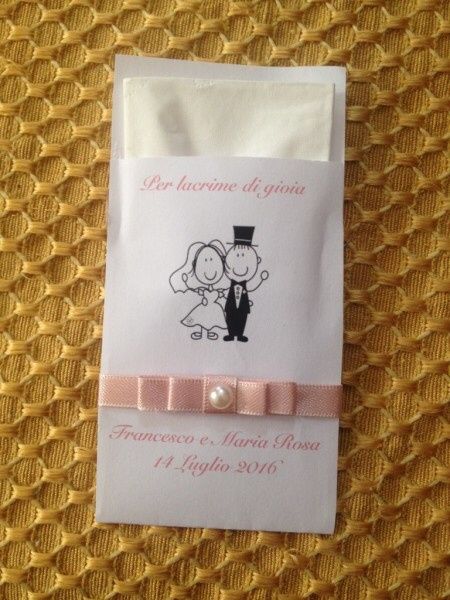 Per lacrime di gioia
Francesco e Maria Rosa
14 Luglio 2016